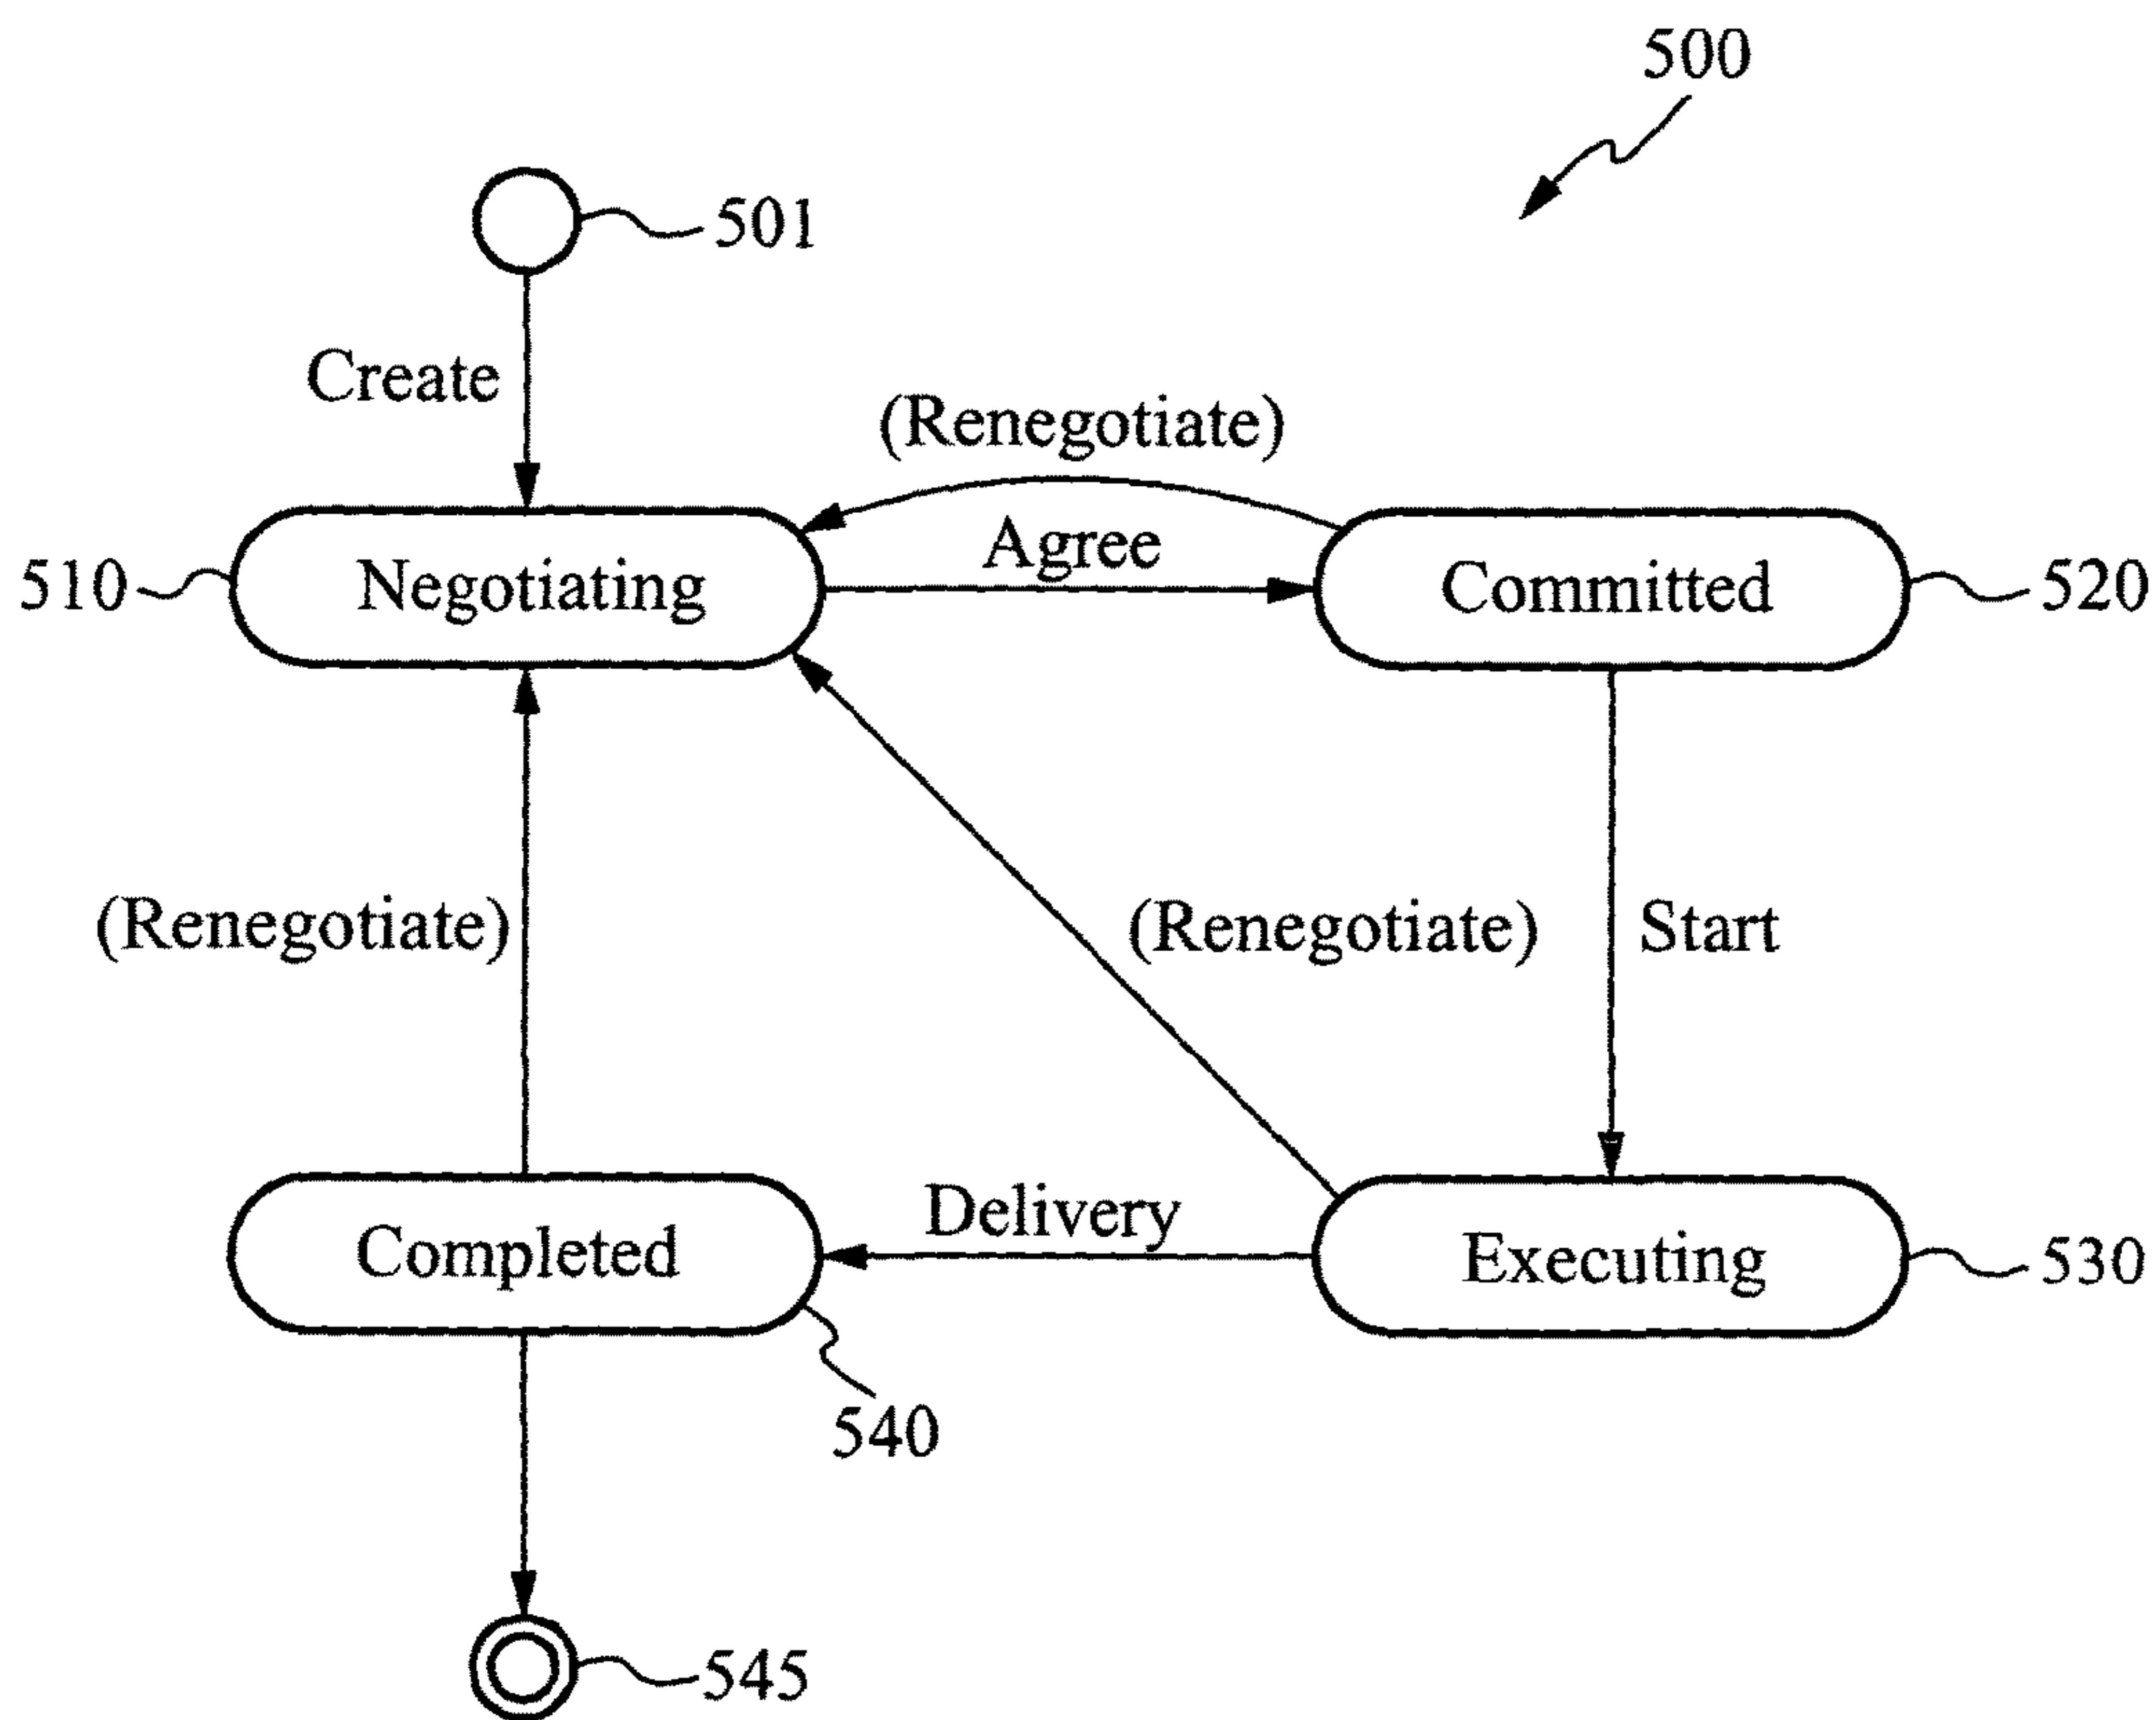 500
501
Create
(Renegotiate)
Agree
510
Negotiating
Committed
520
(Renegotiate)
(Renegotiate)
Start
Delivery
Completed
Executing
530
540
545